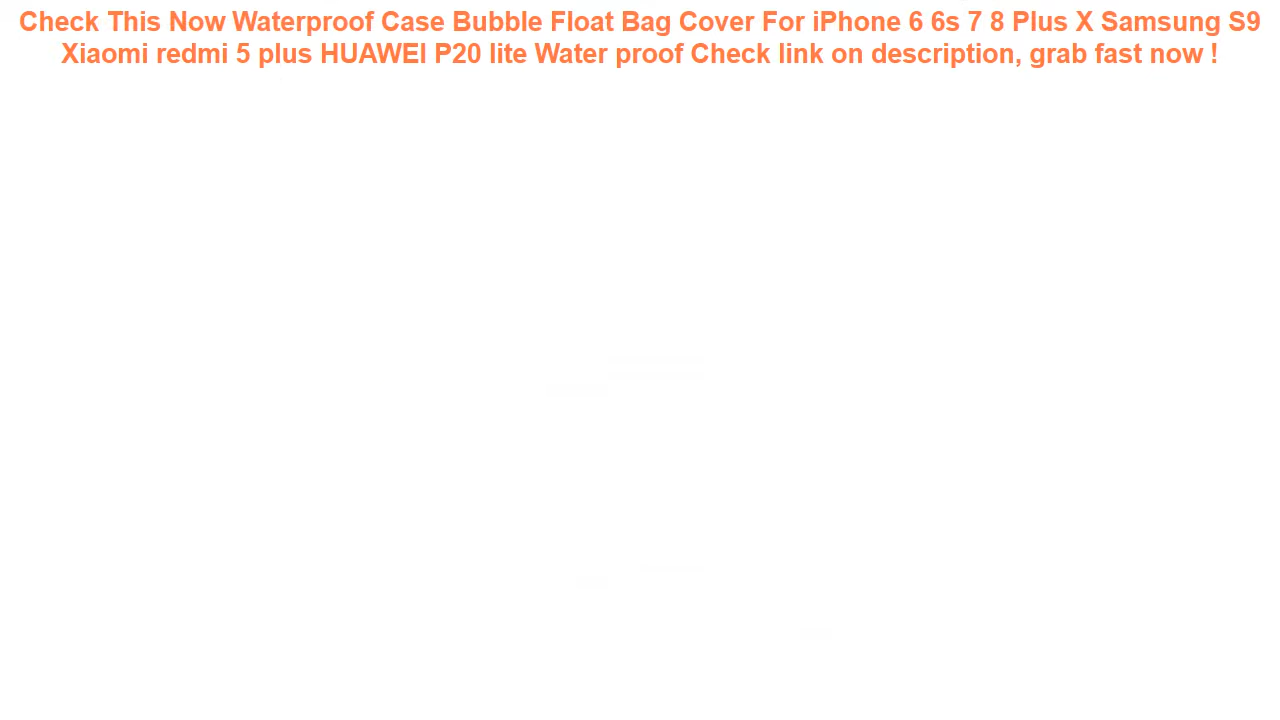 Check This Now Waterproof Case Bubble Float Bag Cover For iPhone 6 6s 7 8 Plus X Samsung S9
Xiaomi redmi 5 plus HUAWEI P20 lite Water proof Check link on description, grab fast now !